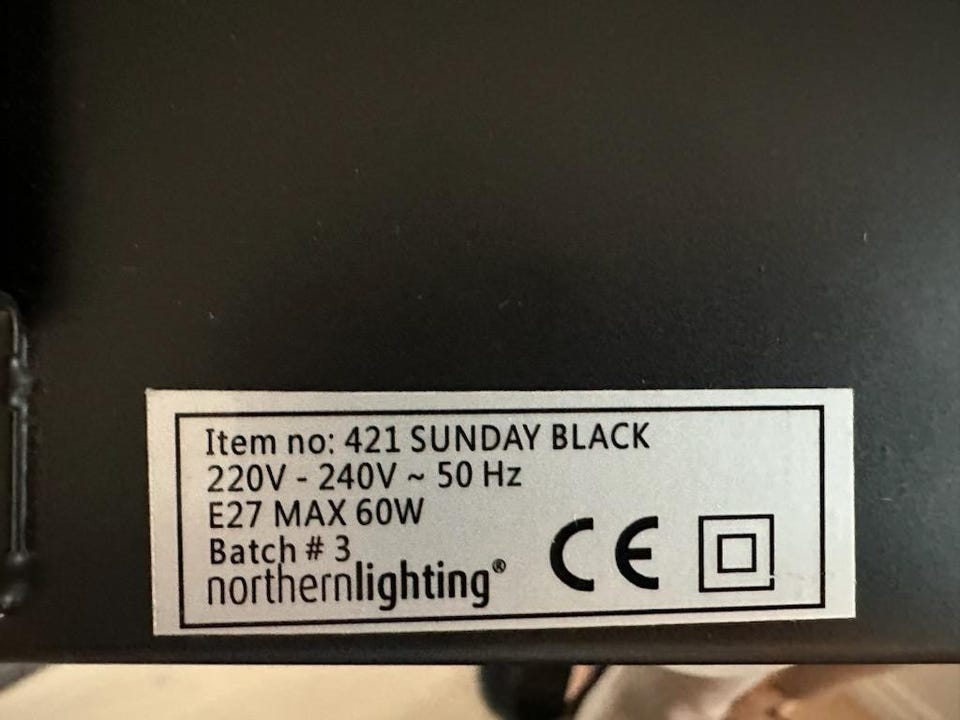 Item no: 421 SUNDAY BLACK
220V - 240V ~ 50 Hz
E27 MAX 60W
Batch # 3
northernlighting®
CE